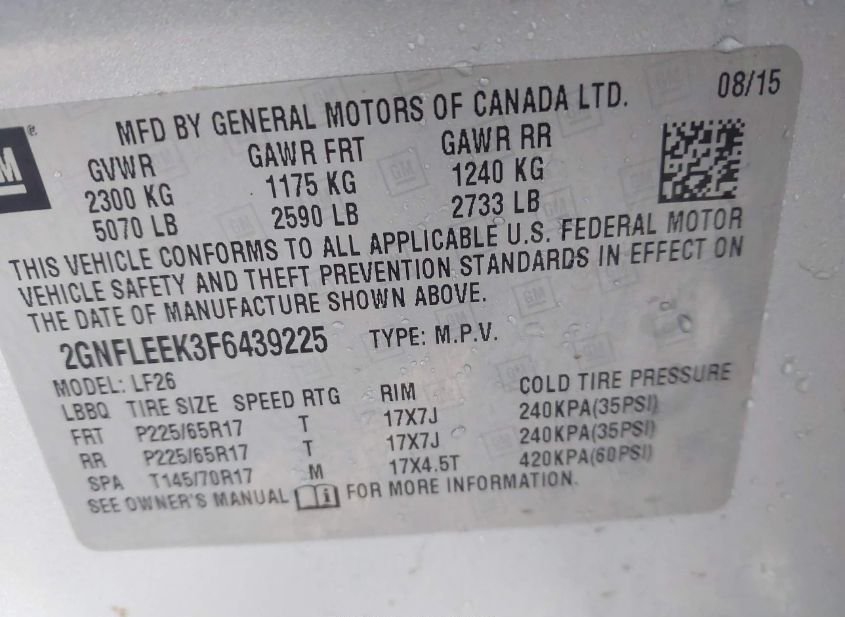 MFD BY GENERAL MOTORS OF CANADA LTD. 08/15
GVWR GAWR FRT GAWR RR
2300 KG 1175 KG 1240 KG
5070 LB 2590 LB 2733 LB
THIS VEHICLE CONFORMS TO ALL APPLICABLE U.S. FEDERAL MOTOR
VEHICLE SAFETY AND THEFT PREVENTION STANDARDS IN EFFECT ON
THE DATE OF MANUFACTURE SHOWN ABOVE.
2GNFLEEK3F6439225 TYPE: M.P.V.
MODEL: LF26
LBBQ TIRE SIZE SPEED RTG RIM COLD TIRE PRESSURE
FRT P225/65R17 T 17X7J 240KPA(35PSI)
RR P225/65R17 T 17X7J 240KPA(35PSI)
SPA T145/70R17 M 17X4.5T 420KPA(60PSI)
SEE OWNER'S MANUAL FOR MORE INFORMATION.